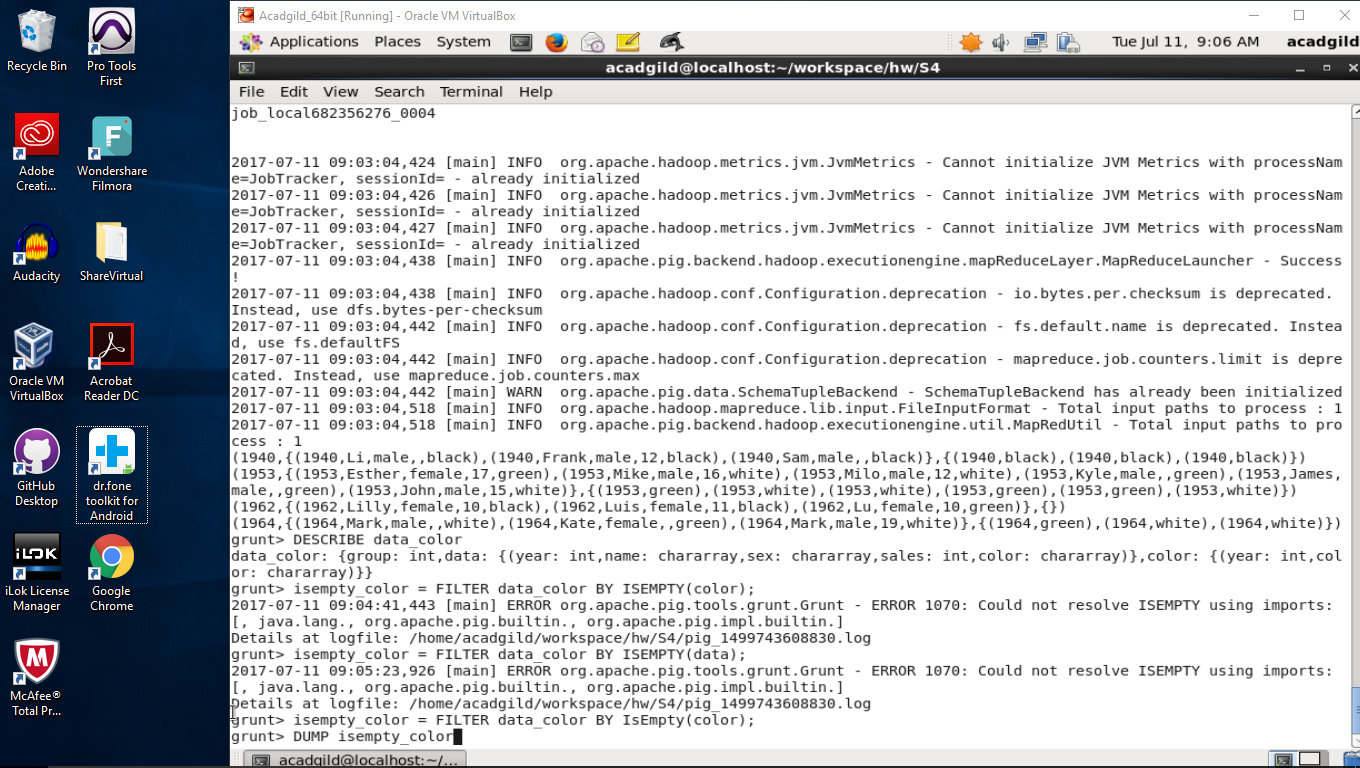 Acadgild_64bit [Running] - Oracle VM VirtualBox
Applications Places System Tue Jul 11, 9:06 AM acadgild
acadgild@localhost:~/workspace/hw/S4
File Edit View Search Terminal Help
job_local682356276_0004
2017-07-11 09:03:04,424 [main] INFO  org.apache.hadoop.metrics.jvm.JvmMetrics - Cannot initialize JVM Metrics with processNam
e=JobTracker, sessionId= - already initialized
2017-07-11 09:03:04,426 [main] INFO  org.apache.hadoop.metrics.jvm.JvmMetrics - Cannot initialize JVM Metrics with processNam
e=JobTracker, sessionId= - already initialized
2017-07-11 09:03:04,427 [main] INFO  org.apache.hadoop.metrics.jvm.JvmMetrics - Cannot initialize JVM Metrics with processNam
e=JobTracker, sessionId= - already initialized
2017-07-11 09:03:04,438 [main] INFO  org.apache.pig.backend.hadoop.executionengine.mapReduceLayer.MapReduceLauncher - Success
!
2017-07-11 09:03:04,438 [main] INFO  org.apache.hadoop.conf.Configuration.deprecation - io.bytes.per.checksum is deprecated.
Instead, use dfs.bytes-per-checksum
2017-07-11 09:03:04,442 [main] INFO  org.apache.hadoop.conf.Configuration.deprecation - fs.default.name is deprecated. Instea
d, use fs.defaultFS
2017-07-11 09:03:04,442 [main] INFO  org.apache.hadoop.conf.Configuration.deprecation - mapreduce.job.counters.limit is depre
cated. Instead, use mapreduce.job.counters.max
2017-07-11 09:03:04,442 [main] WARN  org.apache.pig.data.SchemaTupleBackend - SchemaTupleBackend has already been initialized
2017-07-11 09:03:04,518 [main] INFO  org.apache.hadoop.mapreduce.lib.input.FileInputFormat - Total input paths to process : 1
2017-07-11 09:03:04,518 [main] INFO  org.apache.pig.backend.hadoop.executionengine.util.MapRedUtil - Total input paths to pro
cess : 1
(1940,{(1940,Li,male,,black),(1940,Frank,male,12,black),(1940,Sam,male,,black)},{(1940,black),(1940,black),(1940,black)})
(1953,{(1953,Esther,female,17,green),(1953,Mike,male,16,white),(1953,Milo,male,12,white),(1953,Kyle,male,,green),(1953,James,
male,,green),(1953,John,male,15,white)},{(1953,green),(1953,white),(1953,white),(1953,green),(1953,green),(1953,white)})
(1962,{(1962,Lilly,female,10,black),(1962,Luis,female,11,black),(1962,Lu,female,10,green)},{})
(1964,{(1964,Mark,male,,white),(1964,Kate,female,,green),(1964,Mark,male,19,white)},{(1964,green),(1964,white),(1964,white)})
grunt> DESCRIBE data_color
data_color: {group: int,data: {(year: int,name: chararray,sex: chararray,sales: int,color: chararray)},color: {(year: int,col
or: chararray)}}
grunt> isempty_color = FILTER data_color BY ISEMPTY(color);
2017-07-11 09:04:41,443 [main] ERROR org.apache.pig.tools.grunt.Grunt - ERROR 1070: Could not resolve ISEMPTY using imports:
[, java.lang., org.apache.pig.builtin., org.apache.pig.impl.builtin.]
Details at logfile: /home/acadgild/workspace/hw/S4/pig_1499743608830.log
grunt> isempty_color = FILTER data_color BY ISEMPTY(data);
2017-07-11 09:05:23,926 [main] ERROR org.apache.pig.tools.grunt.Grunt - ERROR 1070: Could not resolve ISEMPTY using imports:
[, java.lang., org.apache.pig.builtin., org.apache.pig.impl.builtin.]
Details at logfile: /home/acadgild/workspace/hw/S4/pig_1499743608830.log
grunt> isempty_color = FILTER data_color BY IsEmpty(color);
grunt> DUMP isempty_color
acadgild@localhost:~/...
Recycle Bin
Pro Tools
First
Adobe
Creati...
Wondershare
Filmora
Audacity
ShareVirtual
Oracle VM
VirtualBox
Acrobat
Reader DC
GitHub
Desktop
dr.fone
toolkit for
Android
iLOK
iLok License
Manager
Google
Chrome
McAfee®
Total Pr...